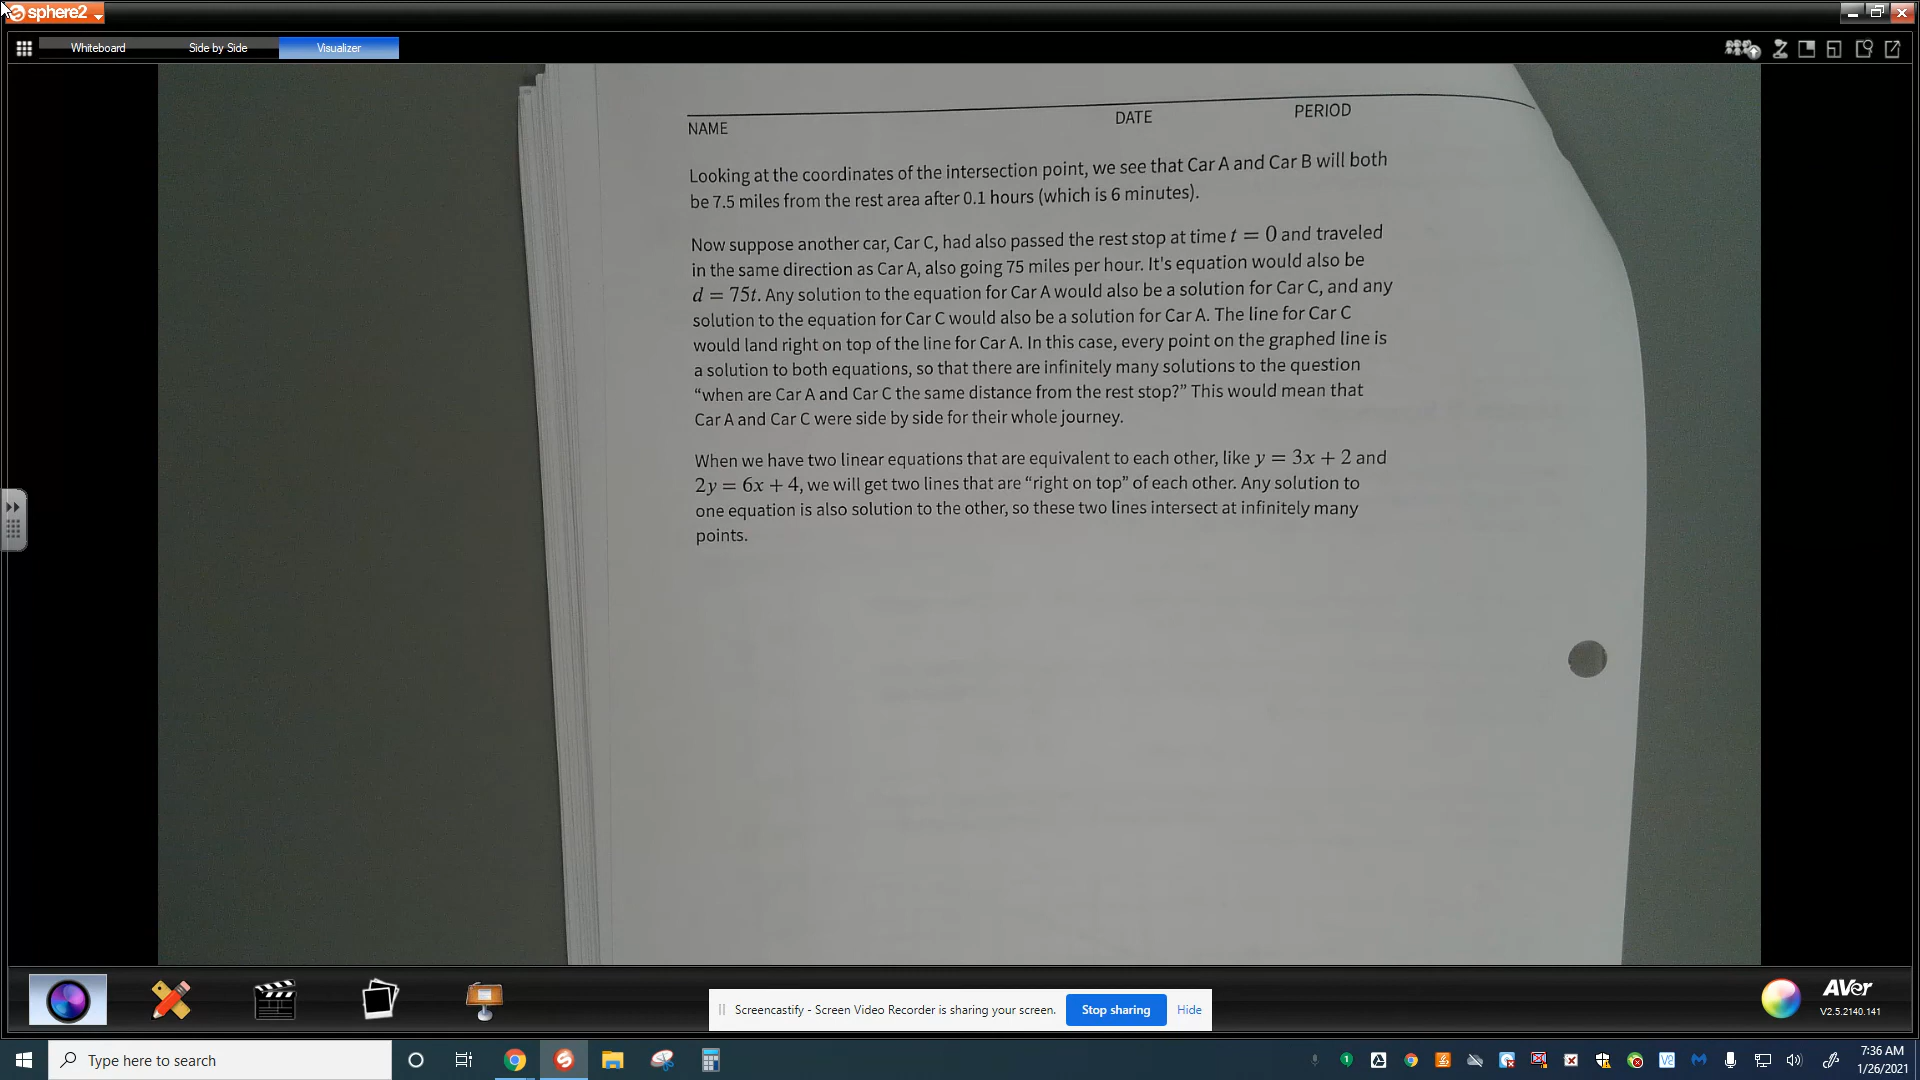 sphere2
Whiteboard
Side by Side
Visualizer
NAME
DATE
PERIOD
Looking at the coordinates of the intersection point, we see that Car A and Car B will both
be 7.5 miles from the rest area after 0.1 hours (which is 6 minutes).
Now suppose another car, Car C, had also passed the rest stop at time t = 0 and traveled
in the same direction as Car A, also going 75 miles per hour. It's equation would also be
d = 75t. Any solution to the equation for Car A would also be a solution for Car C, and any
solution to the equation for Car C would also be a solution for Car A. The line for Car C
would land right on top of the line for Car A. In this case, every point on the graphed line is
a solution to both equations, so that there are infinitely many solutions to the question
“when are Car A and Car C the same distance from the rest stop?” This would mean that
Car A and Car C were side by side for their whole journey.
When we have two linear equations that are equivalent to each other, like y = 3x + 2 and
2y = 6x + 4, we will get two lines that are “right on top” of each other. Any solution to
one equation is also solution to the other, so these two lines intersect at infinitely many
points.
Screencastify - Screen Video Recorder is sharing your screen.
Stop sharing
Hide
AVer
V2.5.2140.141
Type here to search
7:36 AM
1/26/2021